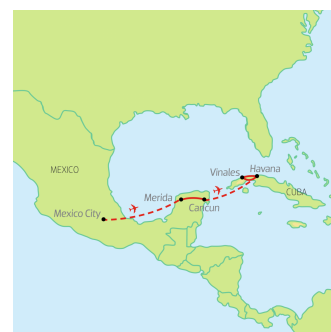 Vinales
Havana
MEXICO
Merida
CUBA
Cancun
Mexico City